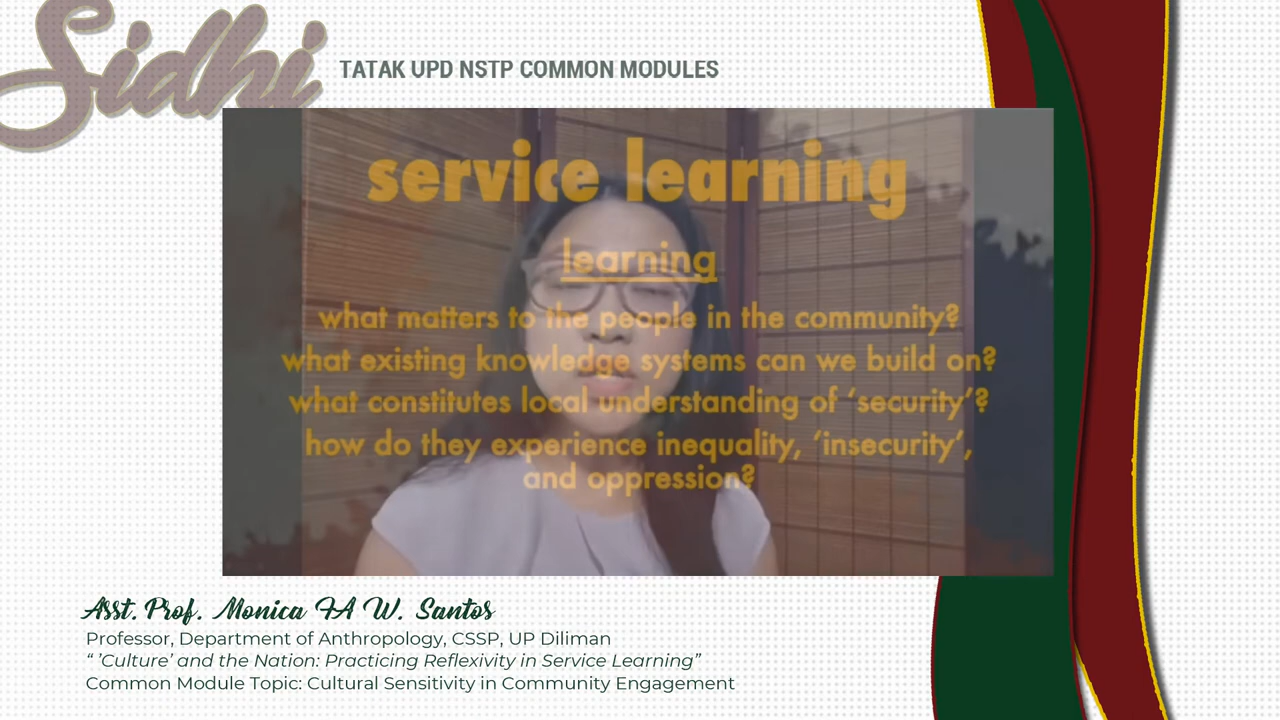 Sidhi
TATAK UPD NSTP COMMON MODULES
service learning
learning
what matters to the people in the community?
what existing knowledge systems can we build on?
what constitutes local understanding of ‘security’?
how do they experience inequality, ‘insecurity’,
and oppression?
Asst. Prof. Monica FA W. Santos
Professor, Department of Anthropology, CSSP, UP Diliman
“ ’Culture’ and the Nation: Practicing Reflexivity in Service Learning”
Common Module Topic: Cultural Sensitivity in Community Engagement